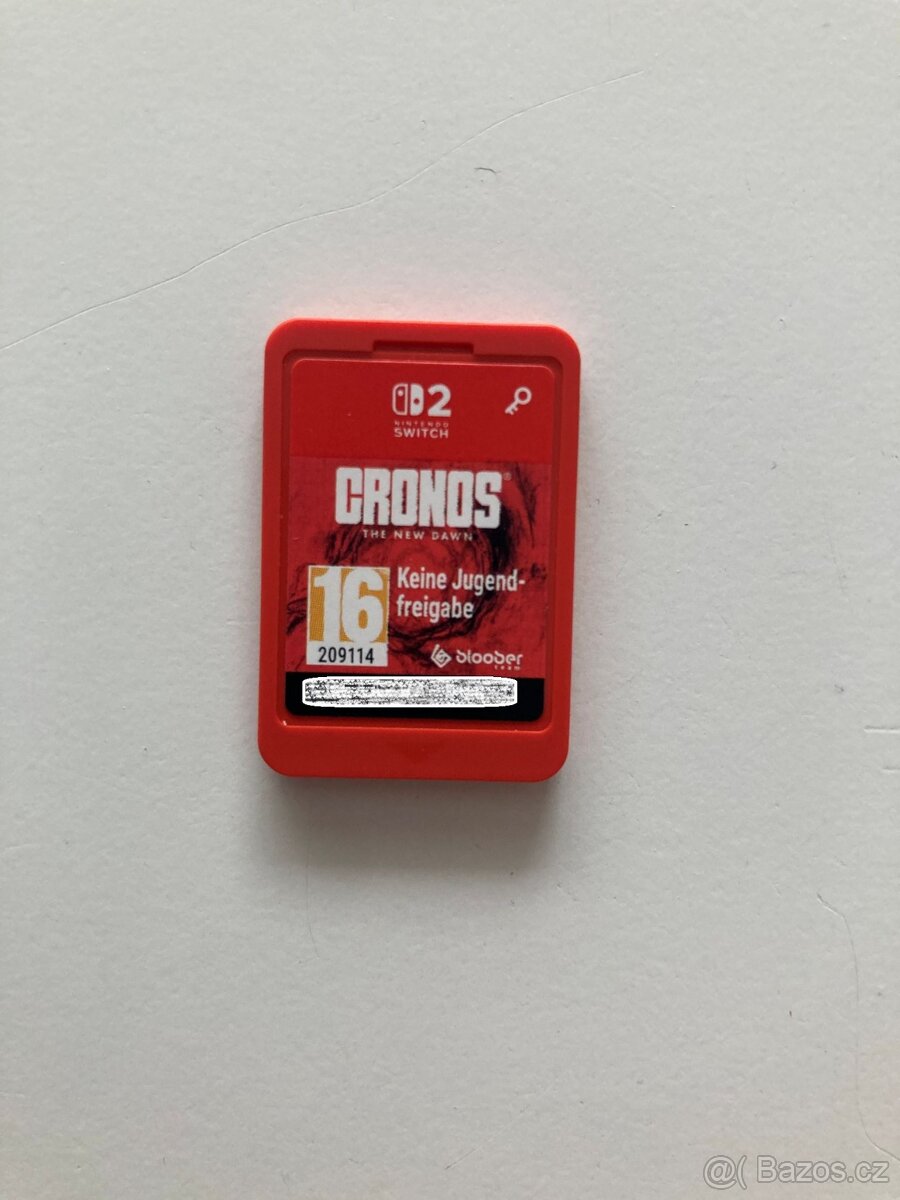 2
NINTENDO
SWITCH
CRONOS®
THE NEW DAWN
16
209114
Keine Jugend-
freigabe
bloober
team
@( Bazos.cz